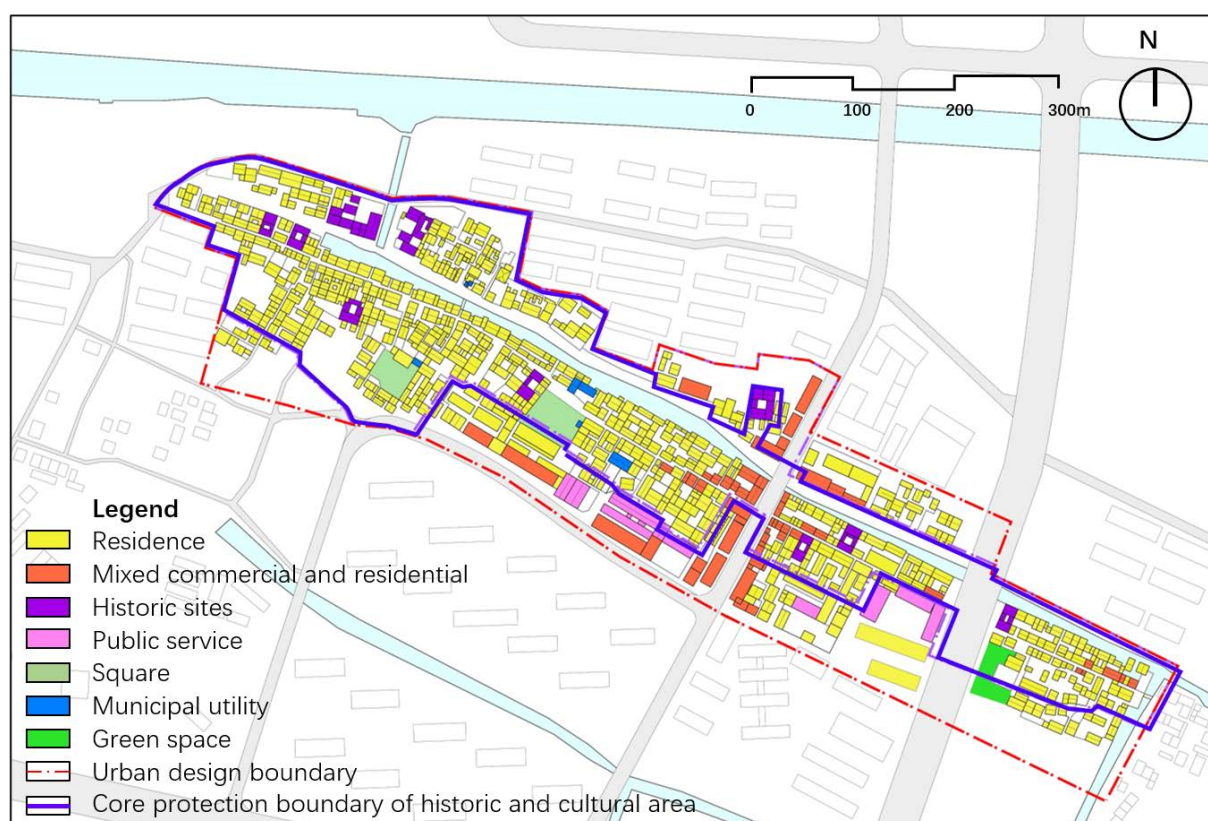 N
0 100 200 300m
Legend
Residence
Mixed commercial and residential
Historic sites
Public service
Square
Municipal utility
Green space
Urban design boundary
Core protection boundary of historic and cultural area